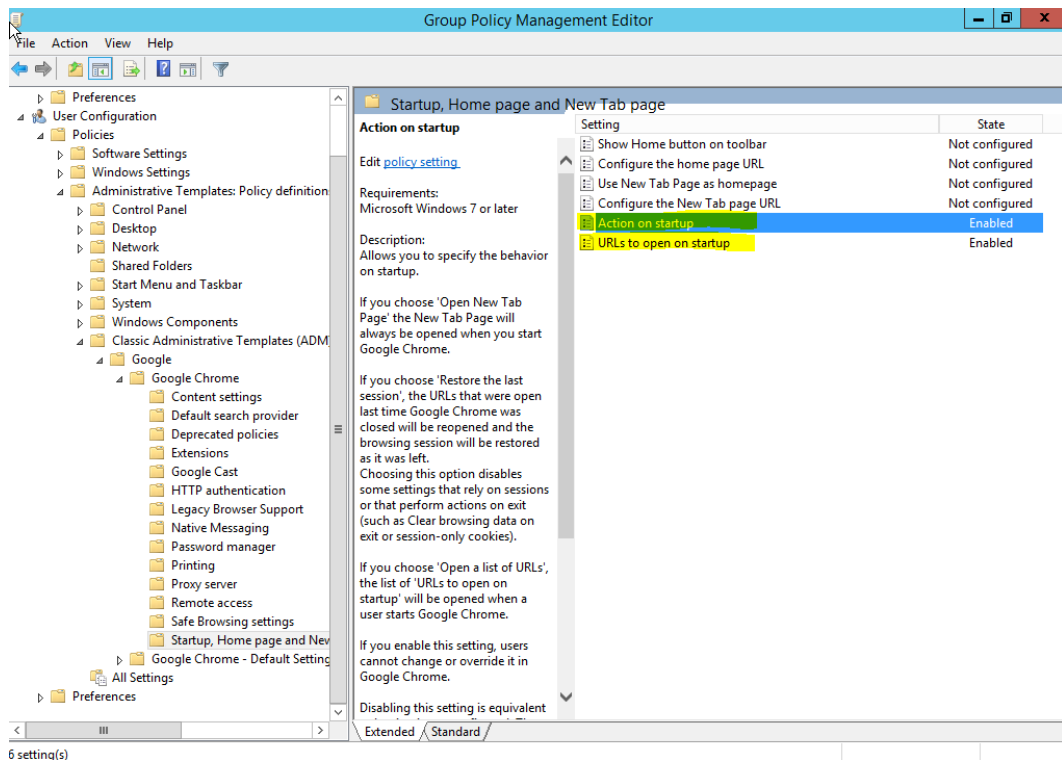 Group Policy Management Editor
File Action View Help
Preferences
User Configuration
Policies
Software Settings
Windows Settings
Administrative Templates: Policy definition
Control Panel
Desktop
Network
Shared Folders
Start Menu and Taskbar
System
Windows Components
Classic Administrative Templates (ADM
Google
Google Chrome
Content settings
Default search provider
Deprecated policies
Extensions
Google Cast
HTTP authentication
Legacy Browser Support
Native Messaging
Password manager
Printing
Proxy server
Remote access
Safe Browsing settings
Startup, Home page and New
Google Chrome - Default Setting
All Settings
Preferences
Startup, Home page and New Tab page
Action on startup
Edit policy setting
Requirements:
Microsoft Windows 7 or later
Description:
Allows you to specify the behavior
on startup.
If you choose 'Open New Tab
Page' the New Tab Page will
always be opened when you start
Google Chrome.
If you choose 'Restore the last
session', the URLs that were open
last time Google Chrome was
closed will be reopened and the
browsing session will be restored
as it was left.
Choosing this option disables
some settings that rely on sessions
or that perform actions on exit
(such as Clear browsing data on
exit or session-only cookies).
If you choose 'Open a list of URLs',
the list of 'URLs to open on
startup' will be opened when a
user starts Google Chrome.
If you enable this setting, users
cannot change or override it in
Google Chrome.
Disabling this setting is equivalent
Setting State
Show Home button on toolbar Not configured
Configure the home page URL Not configured
Use New Tab Page as homepage Not configured
Configure the New Tab page URL Not configured
Action on startup Enabled
URLs to open on startup Enabled
Extended Standard
6 setting(s)